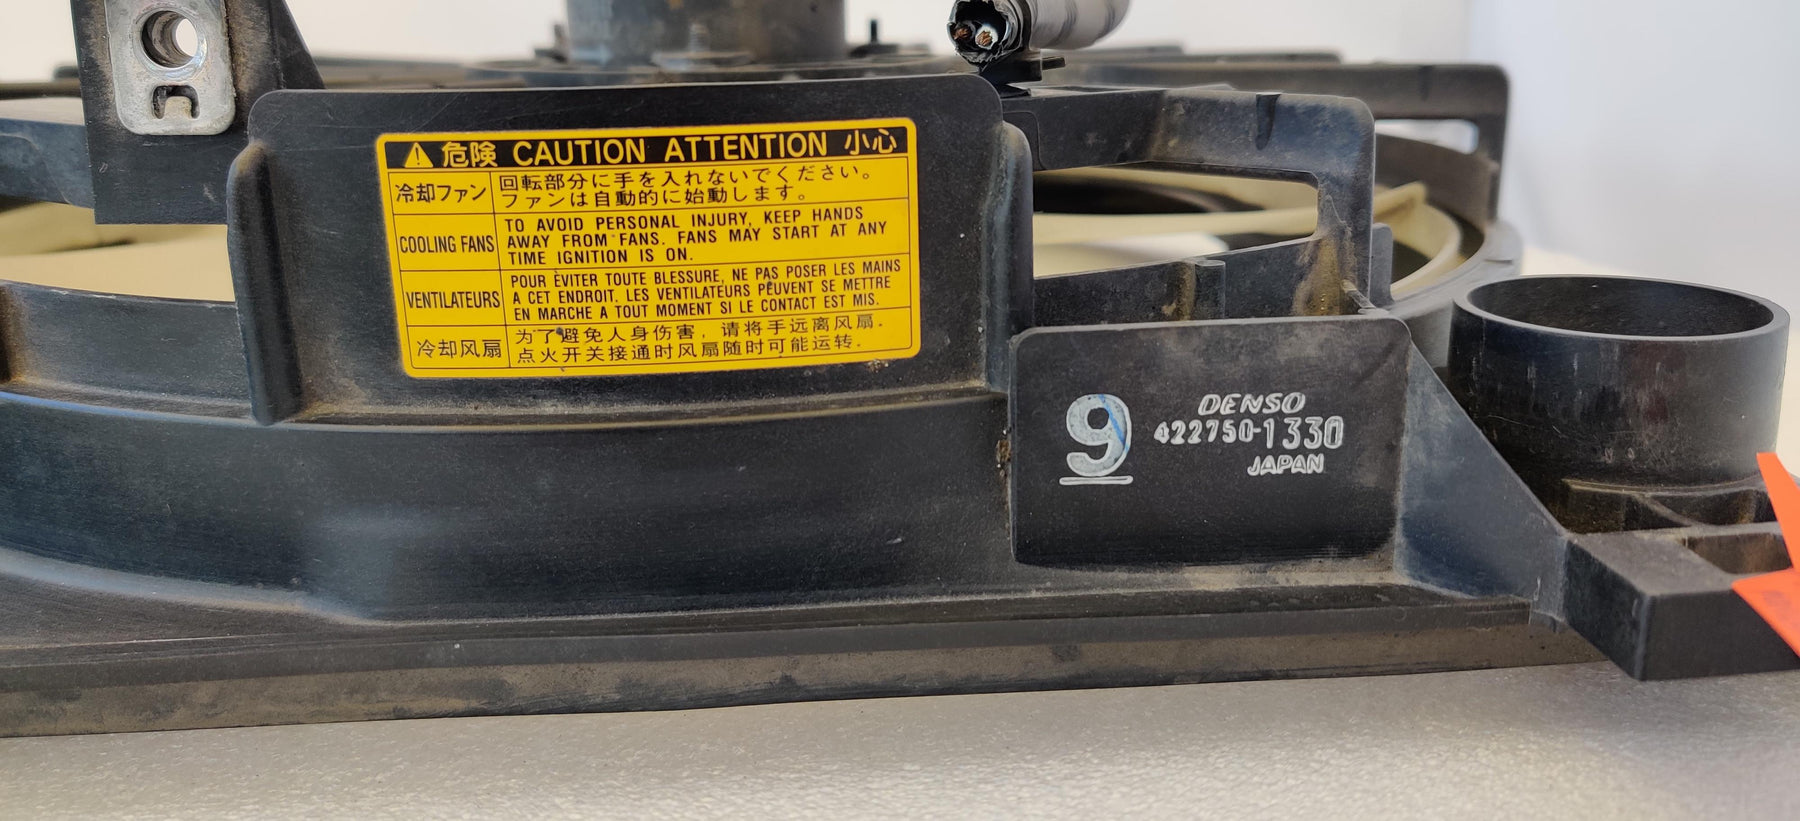 危険 CAUTION ATTENTION 小心
冷却ファン
回転部分に手を入れないでください。
ファンは自動的に始動します。
COOLING FANS
TO AVOID PERSONAL INJURY, KEEP HANDS
AWAY FROM FANS. FANS MAY START AT ANY
TIME IGNITION IS ON.
VENTILATEURS
POUR ÈVITER TOUTE BLESSURE, NE PAS POSER LES MAINS
A CET ENDROIT. LES VENTILATEURS PEUVENT SE METTRE
EN MARCHE A TOUT MOMENT SI LE CONTACT EST MIS.
冷却风扇
为了避免人身伤害，请将手远离风扇．
点火开关接通时风扇随时可能运转．
9
DENSO
422750-1330
JAPAN